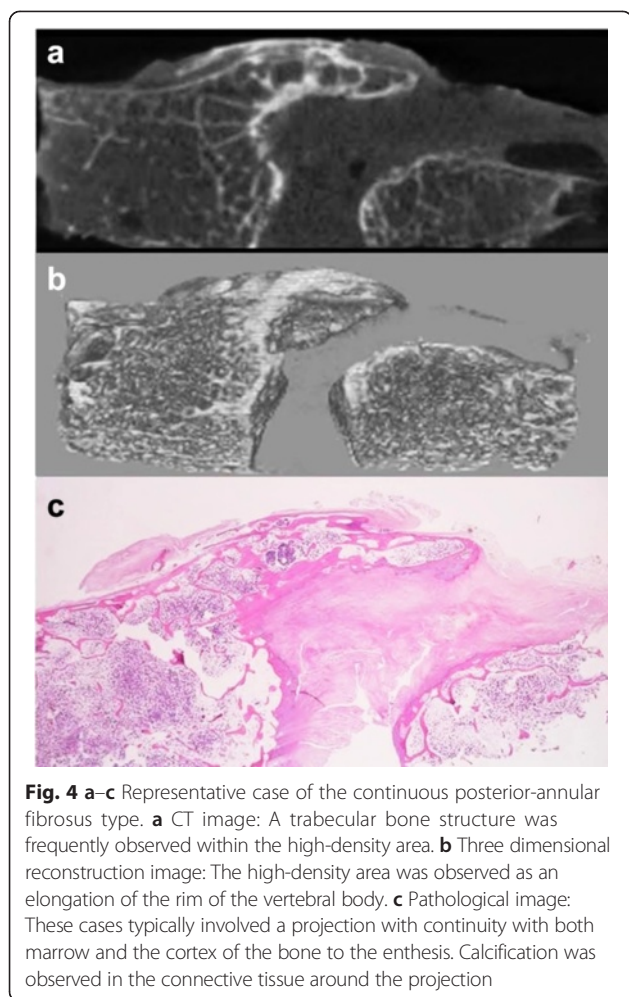 a
b
c
Fig. 4 a–c Representative case of the continuous posterior-annular
fibrosus type. a CT image: A trabecular bone structure was
frequently observed within the high-density area. b Three dimensional
reconstruction image: The high-density area was observed as an
elongation of the rim of the vertebral body. c Pathological image:
These cases typically involved a projection with continuity with both
marrow and the cortex of the bone to the enthesis. Calcification was
observed in the connective tissue around the projection